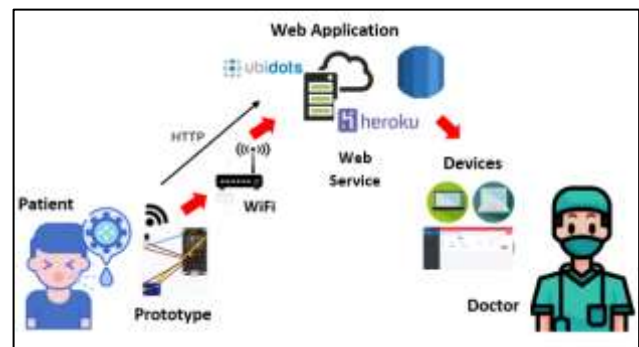 Web Application
ubidots
heroku
HTTP
Web
Service
Devices
Patient
WiFi
Prototype
Doctor